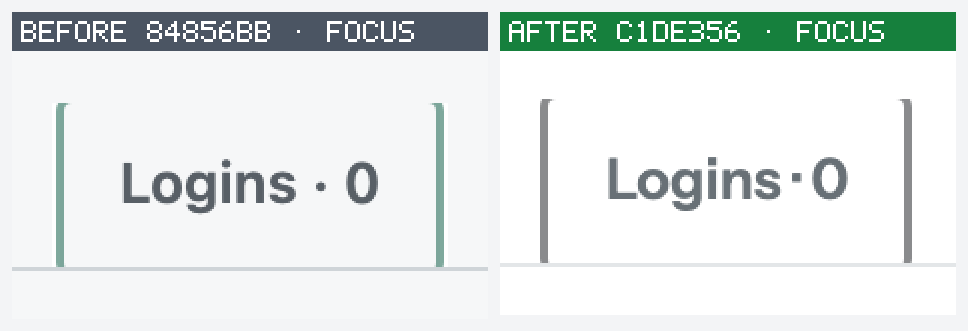 BEFORE 84856BB · FOCUS
Logins · 0
AFTER C1DE356 · FOCUS
Logins · 0